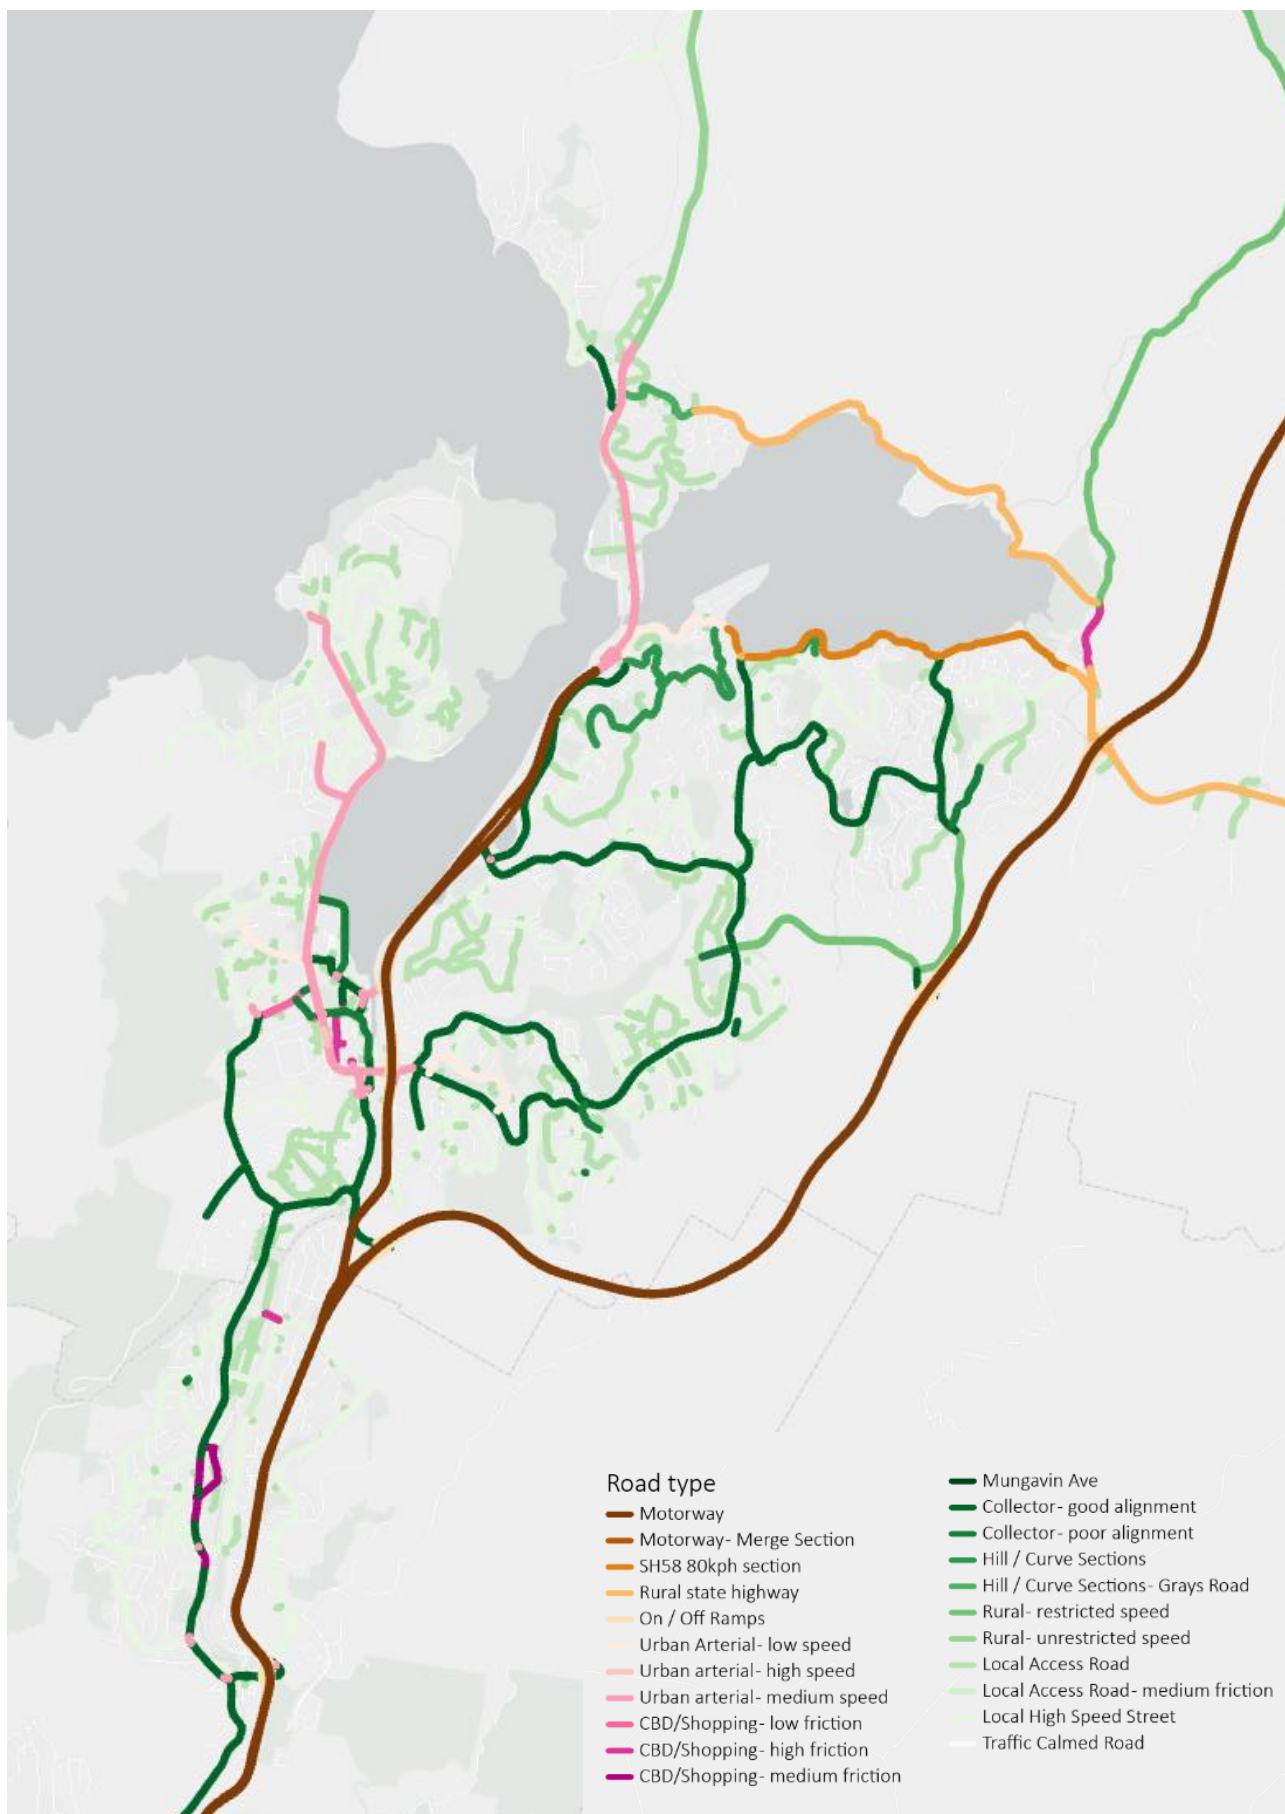 Road type
Motorway
Motorway- Merge Section
SH58 80kph section
Rural state highway
On / Off Ramps
Urban Arterial- low speed
Urban arterial- high speed
Urban arterial- medium speed
CBD/Shopping- low friction
CBD/Shopping- high friction
CBD/Shopping- medium friction
Mungavin Ave
Collector- good alignment
Collector- poor alignment
Hill / Curve Sections
Hill / Curve Sections- Grays Road
Rural- restricted speed
Rural- unrestricted speed
Local Access Road
Local Access Road- medium friction
Local High Speed Street
Traffic Calmed Road